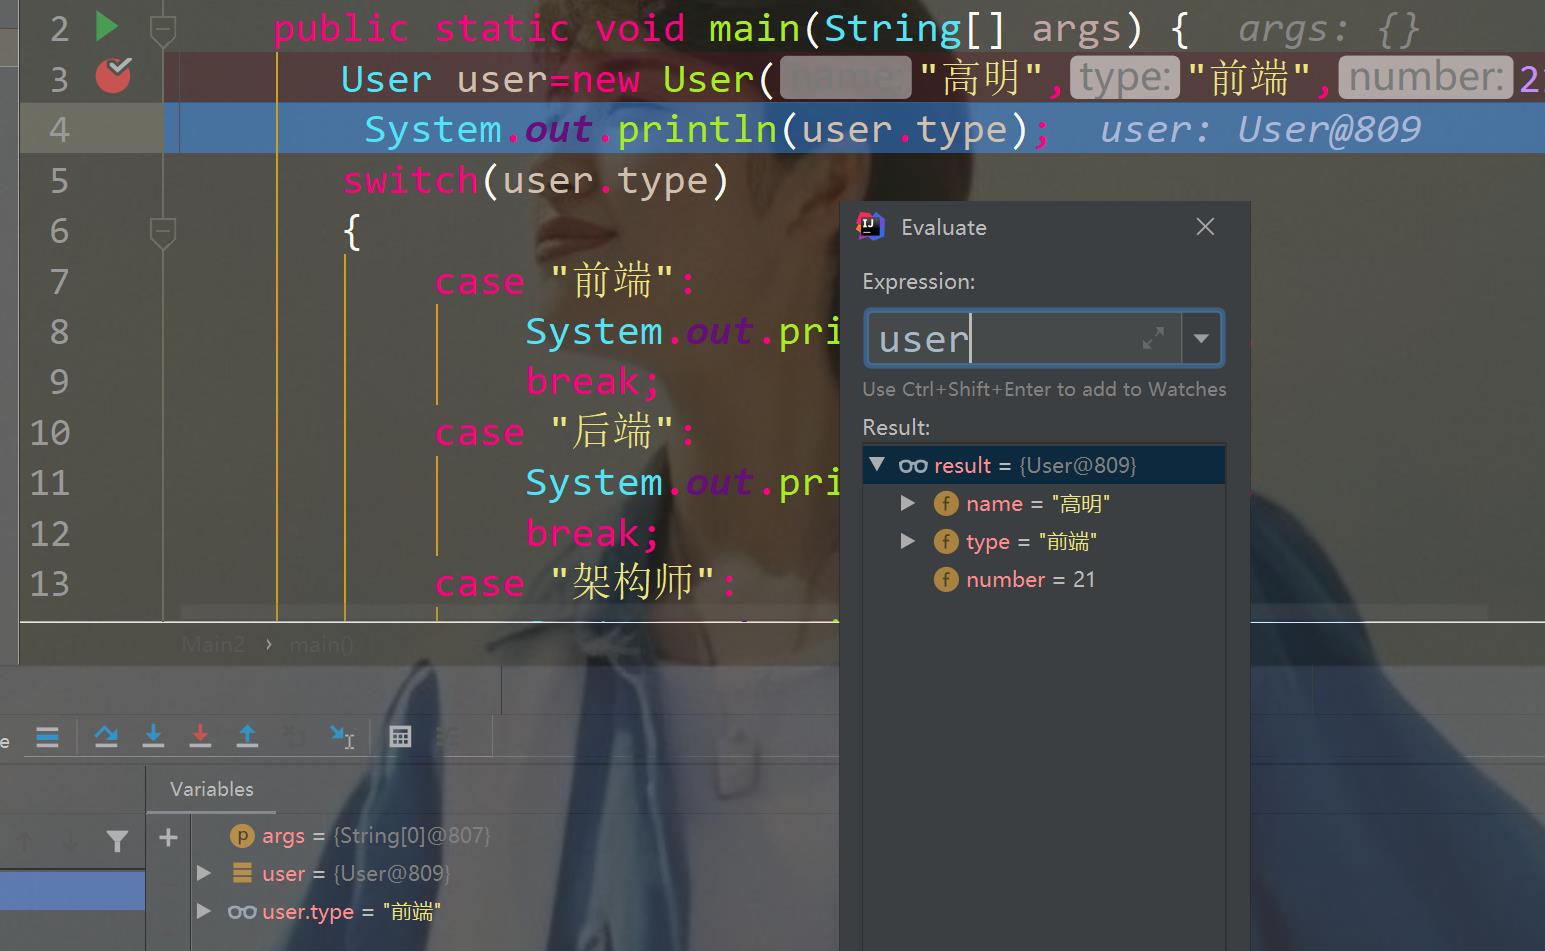 2 public static void main(String[] args) { args: {}
3 User user=new User( name: "高明", type: "前端", number: 2
4 System.out.println(user.type); user: User@809
5 switch(user.type)
6 {
7 case "前端":
8 System.out.pri
9 break;
10 case "后端":
11 System.out.pri
12 break;
13 case "架构师":
Main2 › main()
Evaluate
Expression:
user
Use Ctrl+Shift+Enter to add to Watches
Result:
result = {User@809}
name = "高明"
type = "前端"
number = 21
e
Variables
args = {String[0]@807}
user = {User@809}
user.type = "前端"